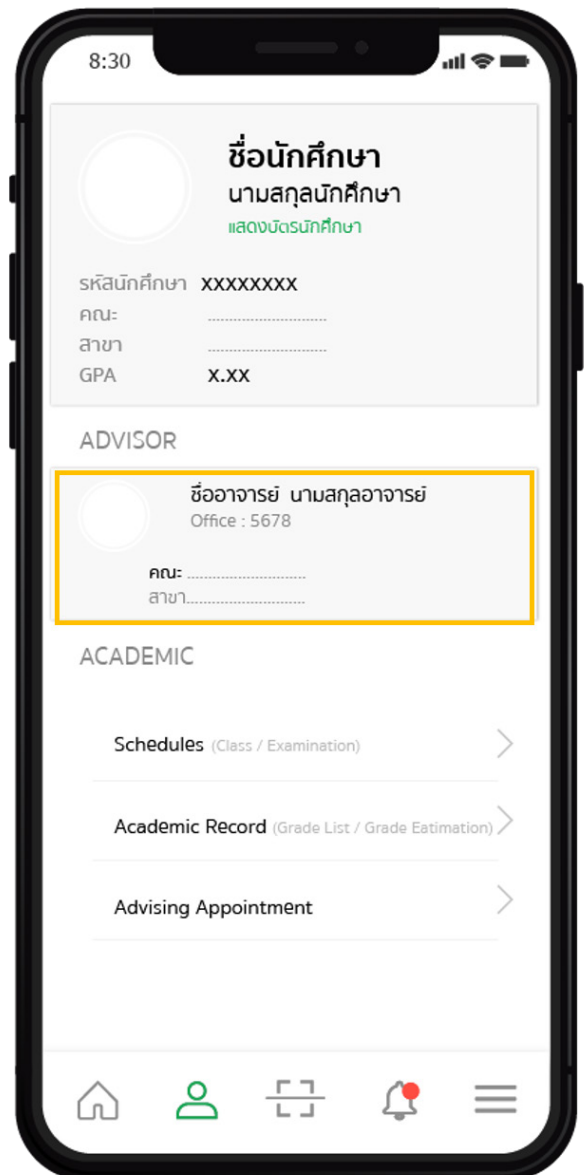 8:30
ชื่อนักศึกษา
นามสกุลนักศึกษา
แสดงบัตรนักศึกษา
รหัสนักศึกษา XXXXXXXX
คณะ ..............................
สาขา ..............................
GPA X.XX
ADVISOR
ชื่ออาจารย์ นามสกุลอาจารย์
Office : 5678
คณะ ..............................
สาขา..............................
ACADEMIC
Schedules (Class / Examination)
Academic Record (Grade List / Grade Eatimation)
Advising Appointment